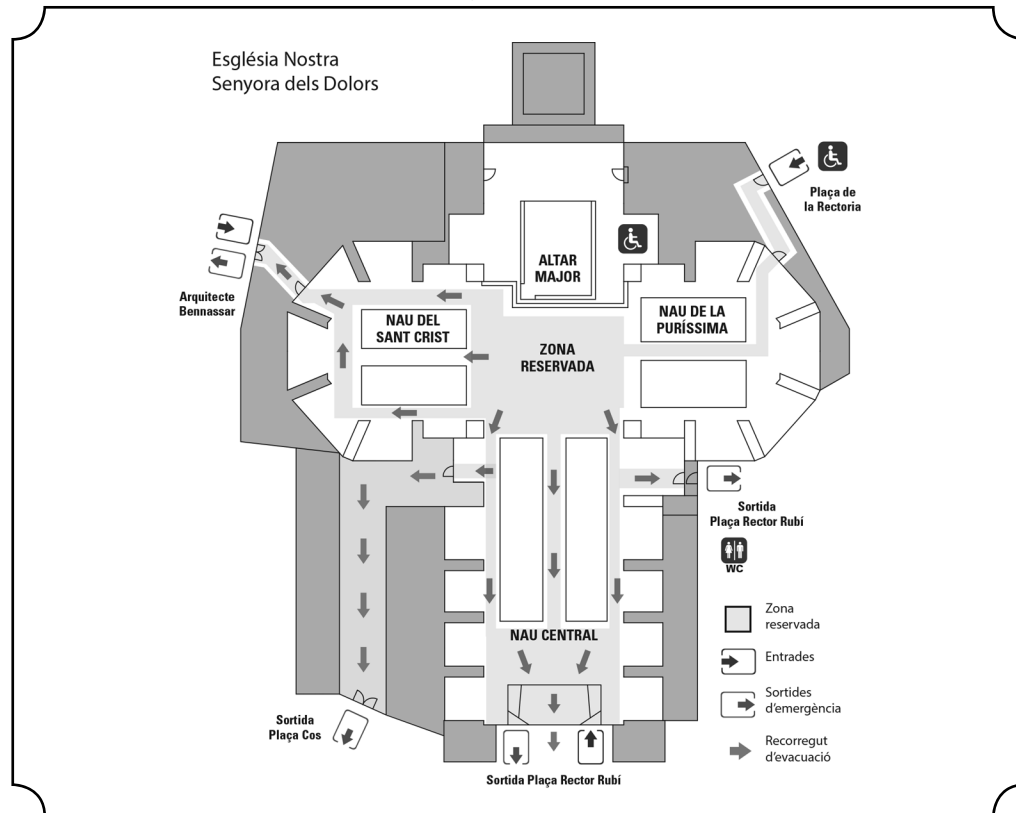 Església Nostra
Senyora dels Dolors
Plaça de
la Rectoria
ALTAR
MAJOR
Arquitecte
Bennassar
NAU DEL
SANT CRIST
NAU DE LA
PURÍSSIMA
ZONA
RESERVADA
Sortida
Plaça Rector Rubí
WC
NAU CENTRAL
Zona
reservada
Entrades
Sortides
d'emergència
Recorregut
d'evacuació
Sortida
Plaça Cos
Sortida Plaça Rector Rubí